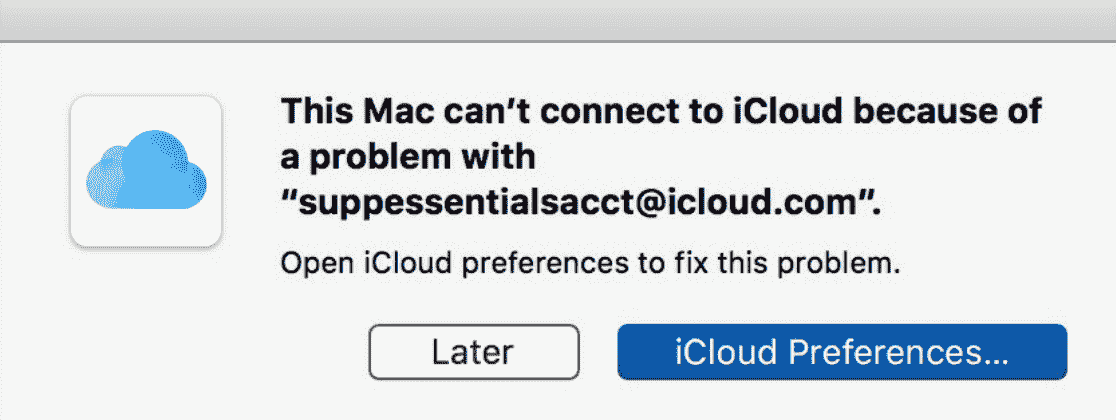 This Mac can’t connect to iCloud because of
a problem with
“suppessentialsacct@icloud.com”.
Open iCloud preferences to fix this problem.
Later
iCloud Preferences...